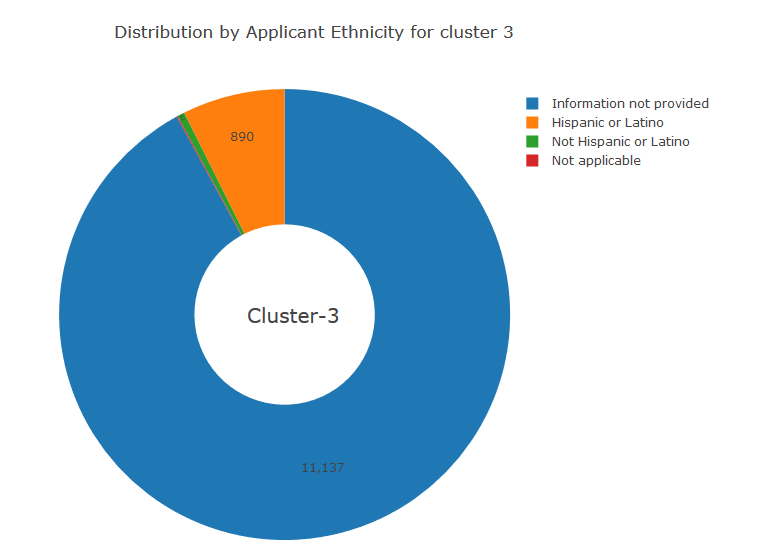 Distribution by Applicant Ethnicity for cluster 3
Information not provided
Hispanic or Latino
Not Hispanic or Latino
Not applicable
890
Cluster-3
11,137